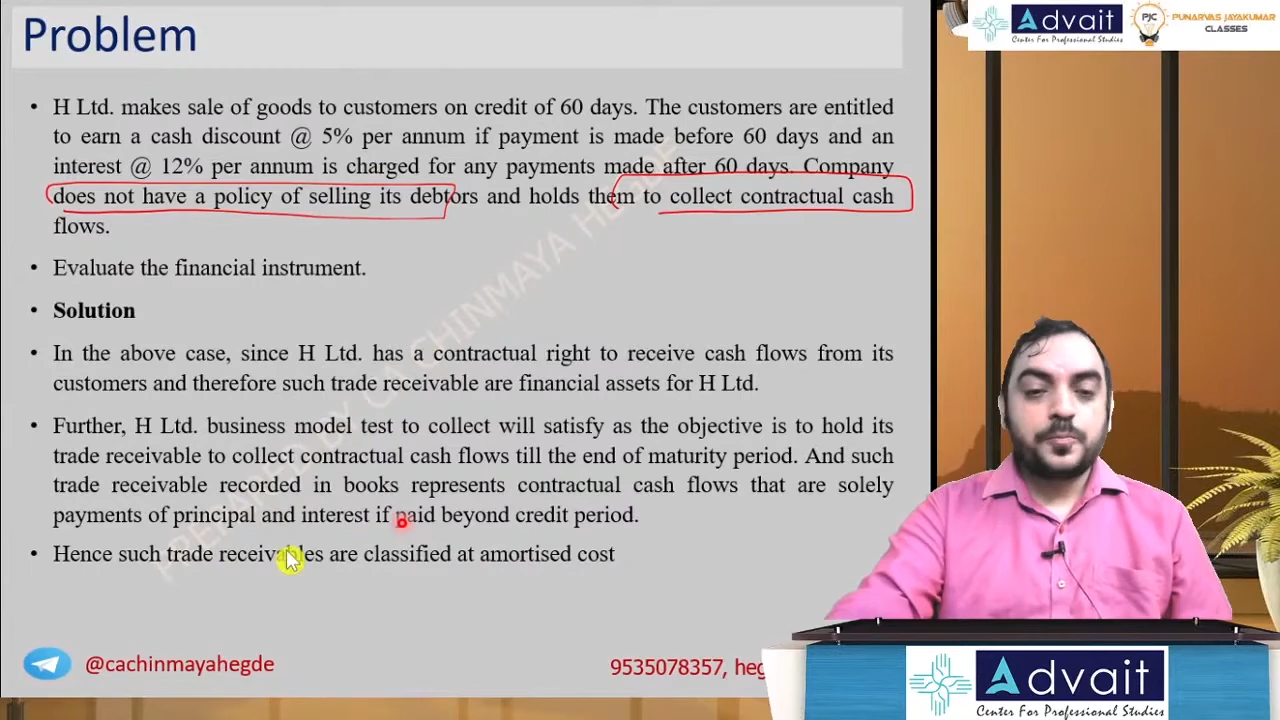 Problem
Advait
Center For Professional Studies
PJC
PUNARVAS JAYAKUMAR
CLASSES
• H Ltd. makes sale of goods to customers on credit of 60 days. The customers are entitled
to earn a cash discount @ 5% per annum if payment is made before 60 days and an
interest @ 12% per annum is charged for any payments made after 60 days. Company
does not have a policy of selling its debtors and holds them to collect contractual cash
flows.
• Evaluate the financial instrument.
• Solution
• In the above case, since H Ltd. has a contractual right to receive cash flows from its
customers and therefore such trade receivable are financial assets for H Ltd.
• Further, H Ltd. business model test to collect will satisfy as the objective is to hold its
trade receivable to collect contractual cash flows till the end of maturity period. And such
trade receivable recorded in books represents contractual cash flows that are solely
payments of principal and interest if paid beyond credit period.
• Hence such trade receivables are classified at amortised cost
@cachinmayahegde
9535078357, heg
Advait
Center For Professional Studies